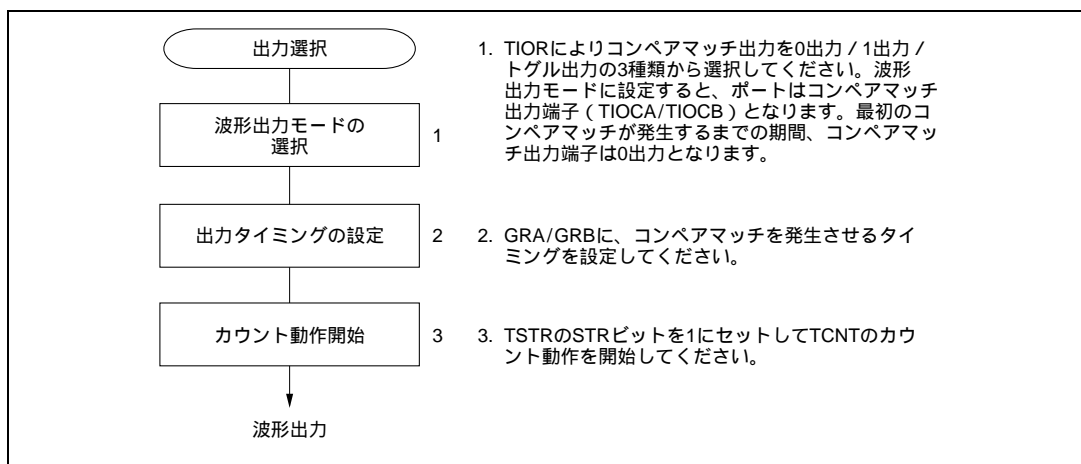 出力選択
波形出力モードの
選択
1
1. TIORによりコンペアマッチ出力を0出力 / 1出力 /
トグル出力の3種類から選択してください。波形
出力モードに設定すると、ポートはコンペアマッチ
出力端子（TIOCA/TIOCB）となります。最初のコ
ンペアマッチが発生するまでの期間、コンペアマッ
チ出力端子は0出力となります。
出力タイミングの設定
2
2. GRA/GRBに、コンペアマッチを発生させるタイ
ミングを設定してください。
カウント動作開始
3
3. TSTRのSTRビットを1にセットしてTCNTのカウ
ント動作を開始してください。
波形出力